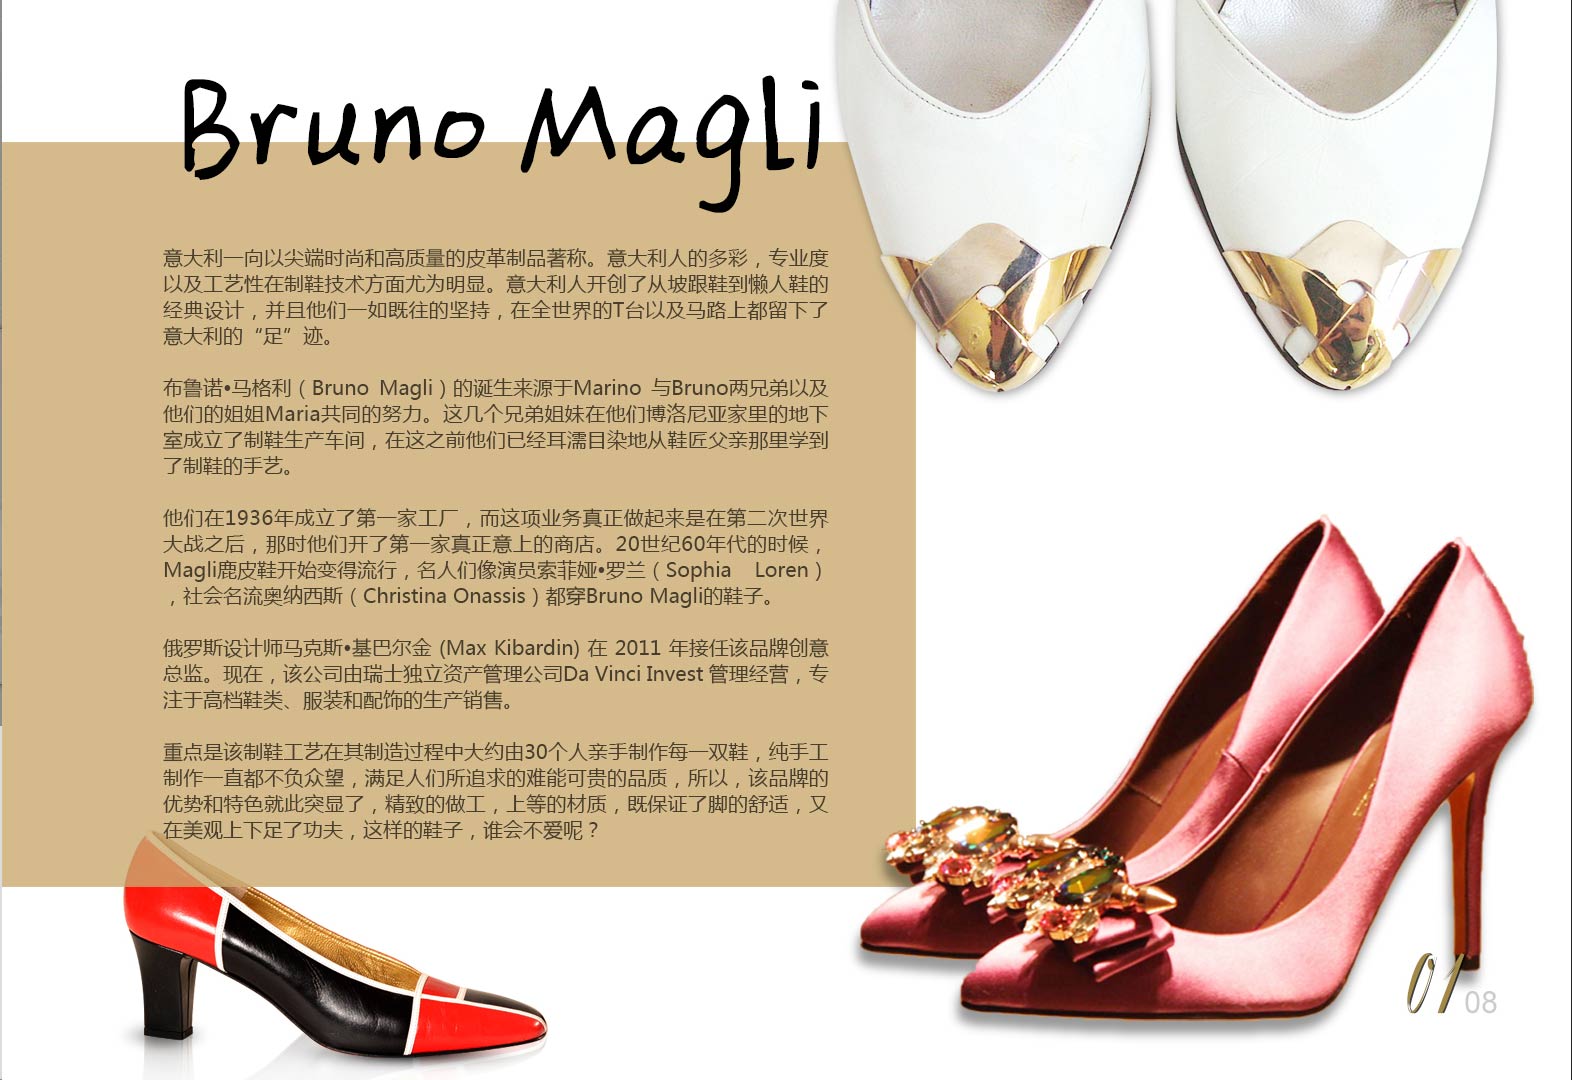 Bruno Magli
意大利一向以尖端时尚和高质量的皮革制品著称。意大利人的多彩，专业度
以及工艺性在制鞋技术方面尤为明显。意大利人开创了从坡跟鞋到懒人鞋的
经典设计，并且他们一如既往的坚持，在全世界的T台以及马路上都留下了
意大利的“足”迹。
布鲁诺•马格利（Bruno Magli）的诞生来源于Marino 与Bruno两兄弟以及
他们的姐姐Maria共同的努力。这几个兄弟姐妹在他们博洛尼亚家里的地下
室成立了制鞋生产车间，在这之前他们已经耳濡目染地从鞋匠父亲那里学到
了制鞋的手艺。
他们在1936年成立了第一家工厂，而这项业务真正做起来是在第二次世界
大战之后，那时他们开了第一家真正意上的商店。20世纪60年代的时候，
Magli鹿皮鞋开始变得流行，名人们像演员索菲娅•罗兰（Sophia Loren）
，社会名流奥纳西斯（Christina Onassis）都穿Bruno Magli的鞋子。
俄罗斯设计师马克斯•基巴尔金 (Max Kibardin) 在 2011 年接任该品牌创意
总监。现在，该公司由瑞士独立资产管理公司Da Vinci Invest 管理经营，专
注于高档鞋类、服装和配饰的生产销售。
重点是该制鞋工艺在其制造过程中大约由30个人亲手制作每一双鞋，纯手工
制作一直都不负众望，满足人们所追求的难能可贵的品质，所以，该品牌的
优势和特色就此突显了，精致的做工，上等的材质，既保证了脚的舒适，又
在美观上下足了功夫，这样的鞋子，谁会不爱呢？
01 08